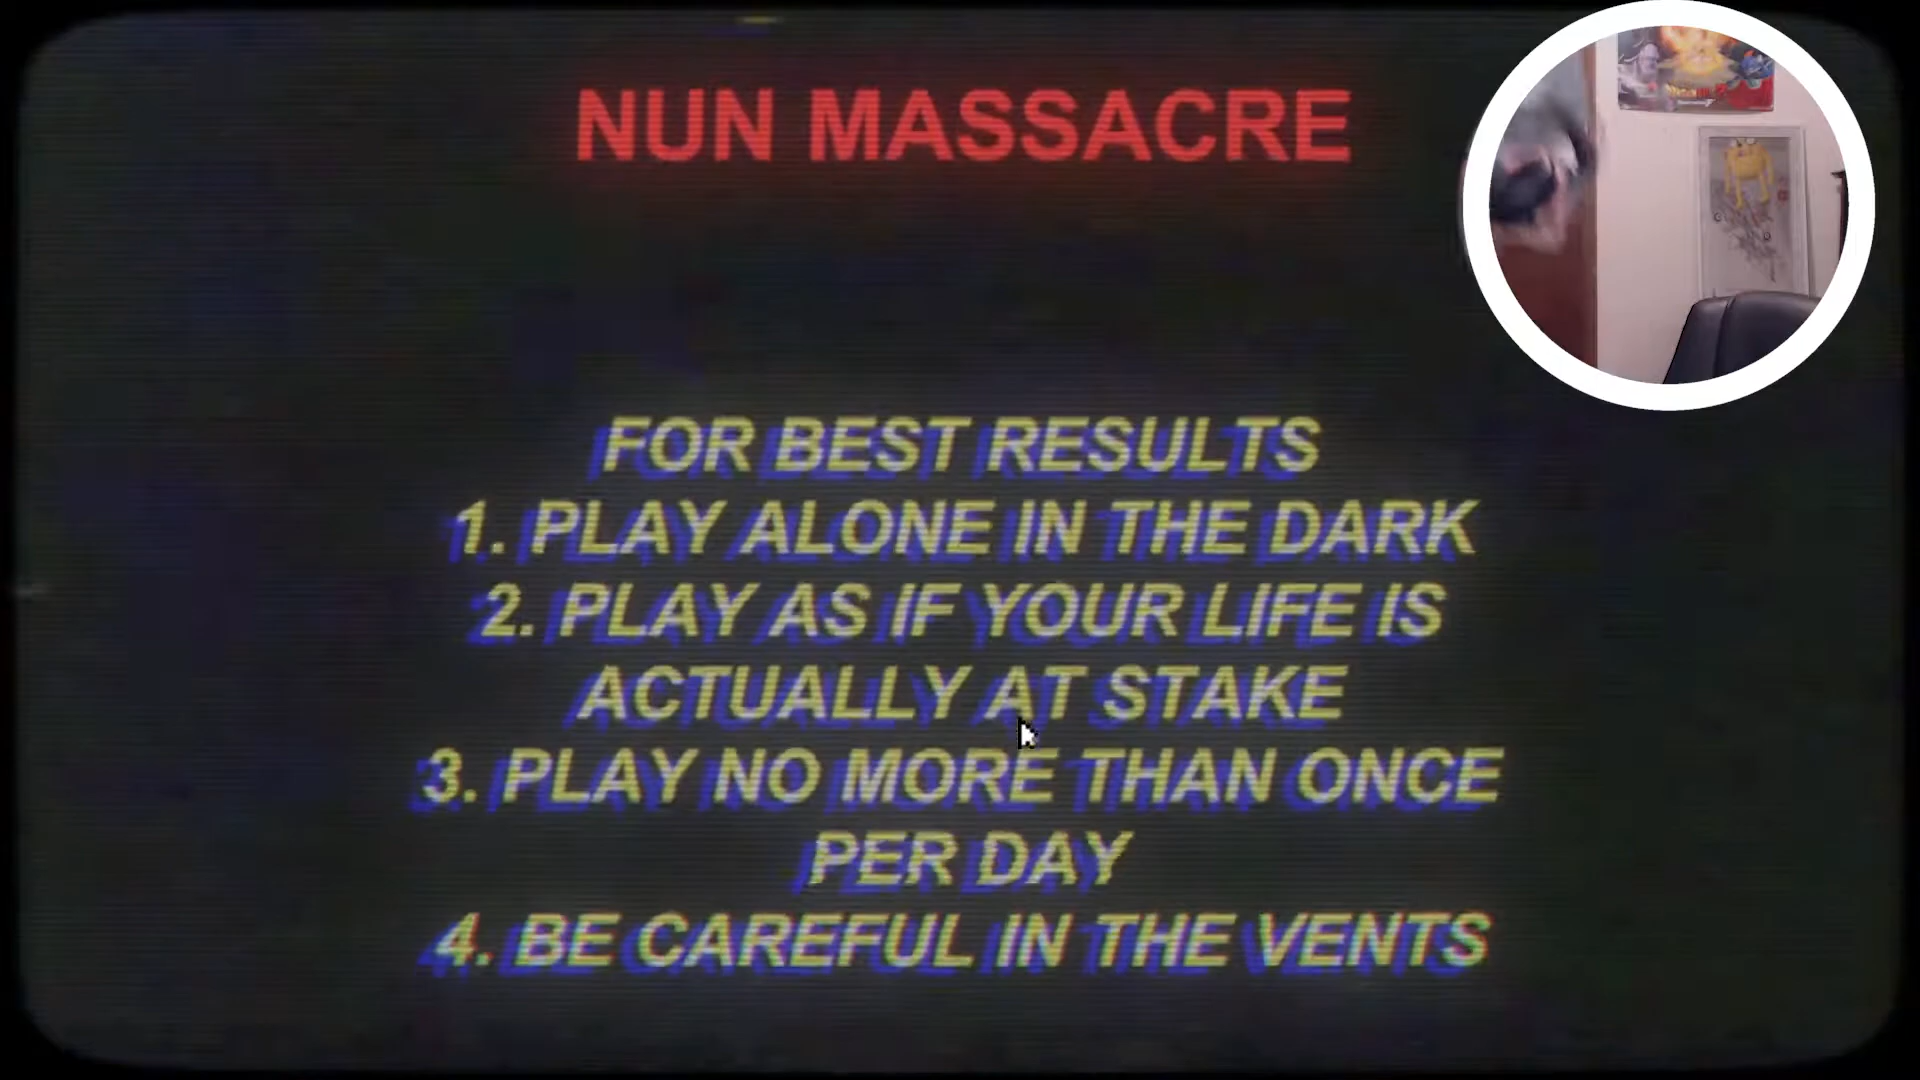 NUN MASSACRE
FOR BEST RESULTS
1. PLAY ALONE IN THE DARK
2. PLAY AS IF YOUR LIFE IS
ACTUALLY AT STAKE
3. PLAY NO MORE THAN ONCE
PER DAY
4. BE CAREFUL IN THE VENTS